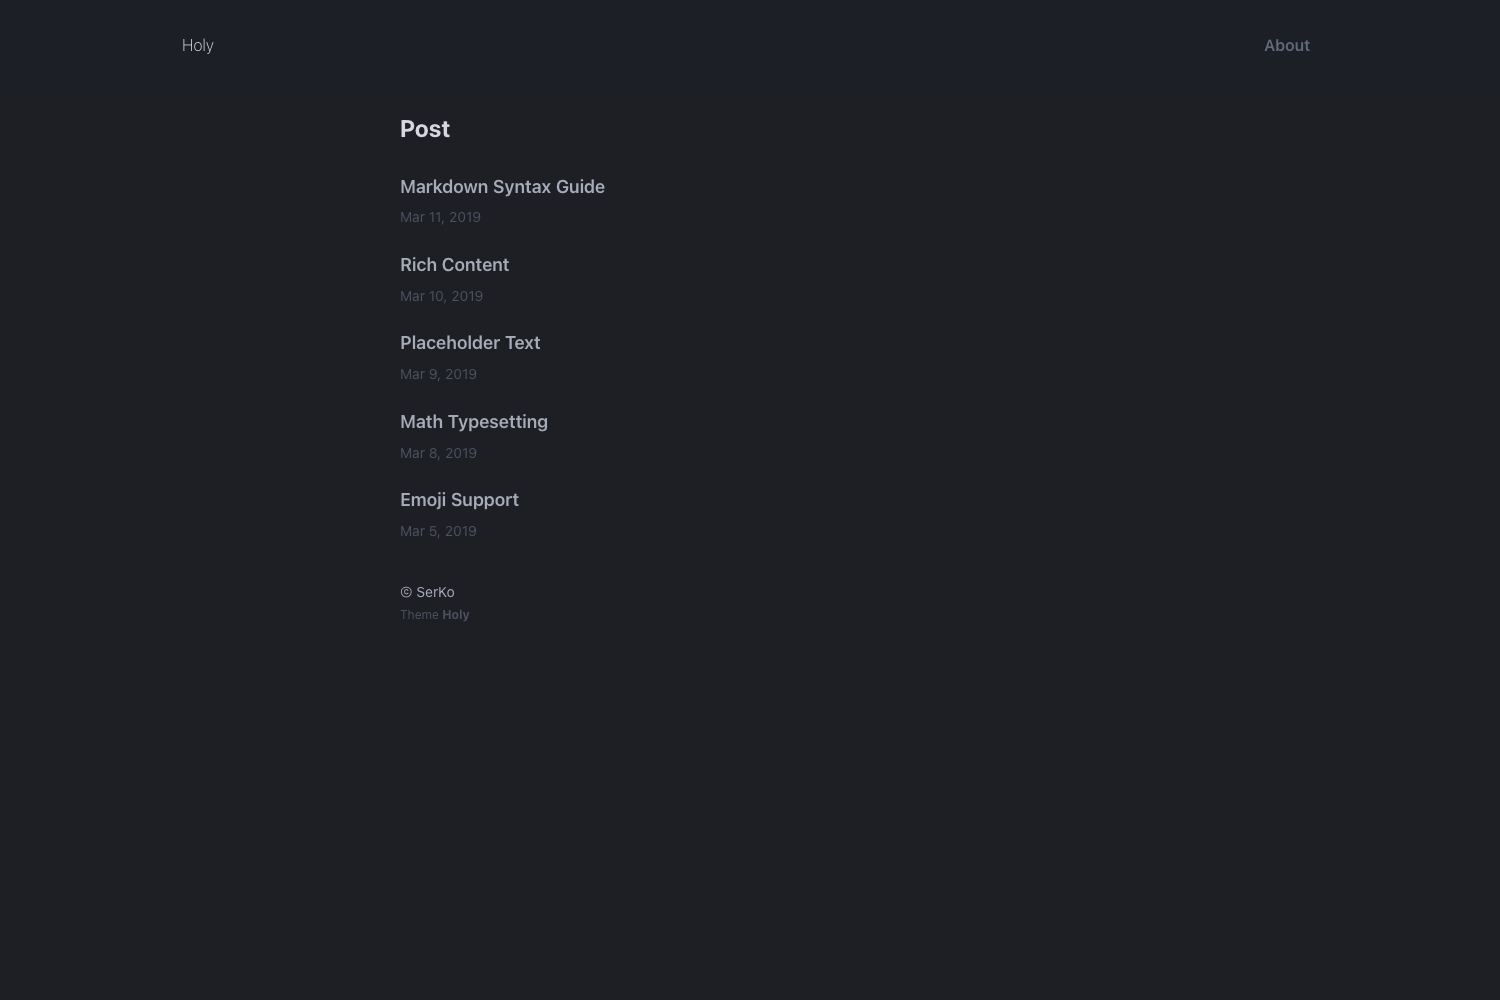 Holy
About
Post
Markdown Syntax Guide
Mar 11, 2019
Rich Content
Mar 10, 2019
Placeholder Text
Mar 9, 2019
Math Typesetting
Mar 8, 2019
Emoji Support
Mar 5, 2019
© SerKo
Theme Holy